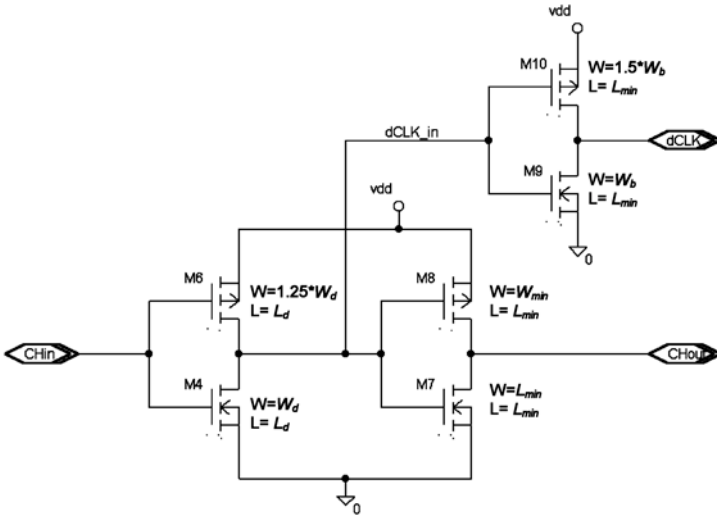 vdd
M10
W=1.5*Wb
L= Lmin
dCLK_in
dCLK
M9
W=Wb
L= Lmin
vdd
0
M6
W=1.25*Wd
L= Ld
M8
W=Wmin
L= Lmin
CHin
CHout
M4
W=Wd
L= Ld
M7
W=Lmin
L= Lmin
0